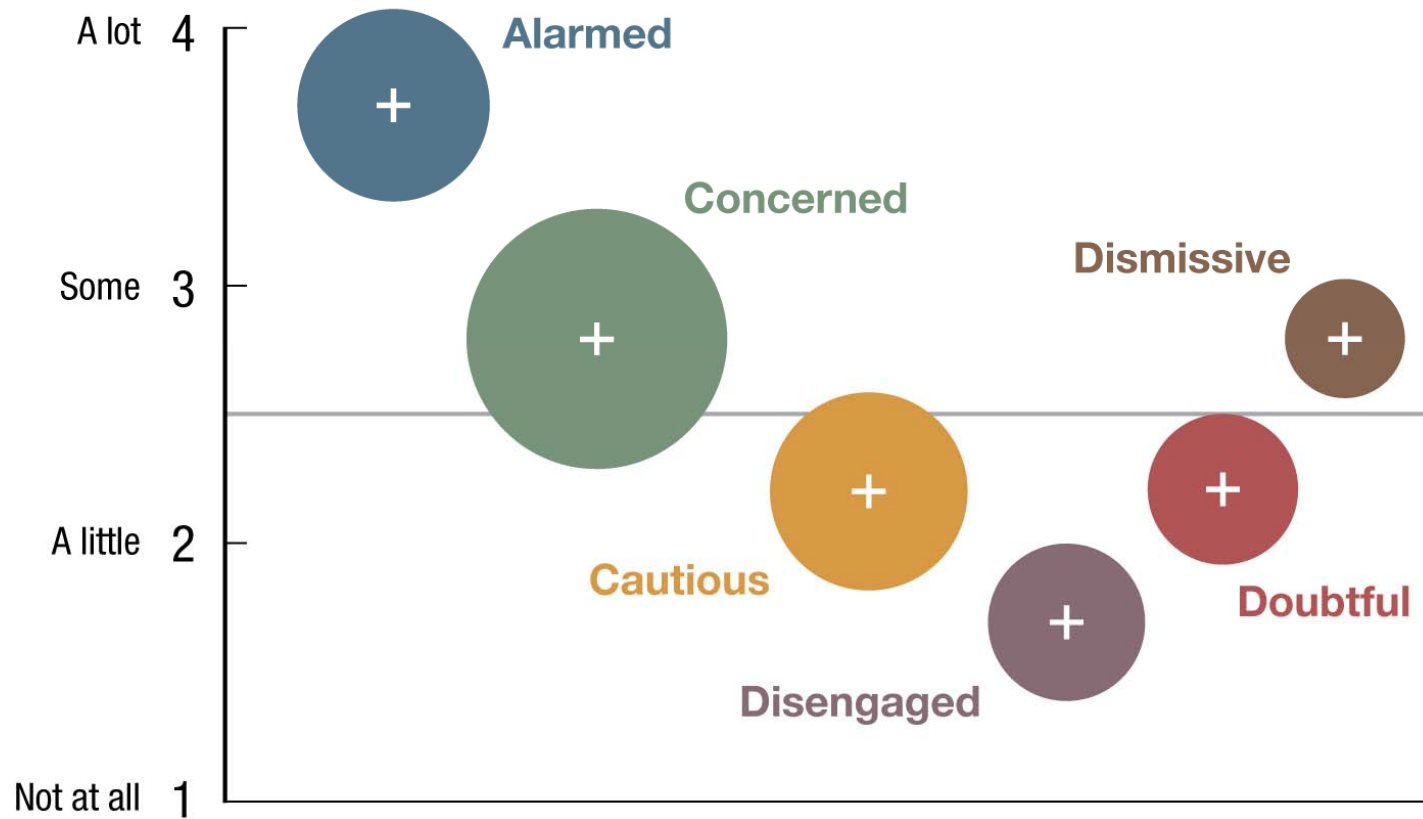 A lot 4
Alarmed
Concerned
Dismissive
Some 3
A little 2
Cautious
Doubtful
Disengaged
Not at all 1